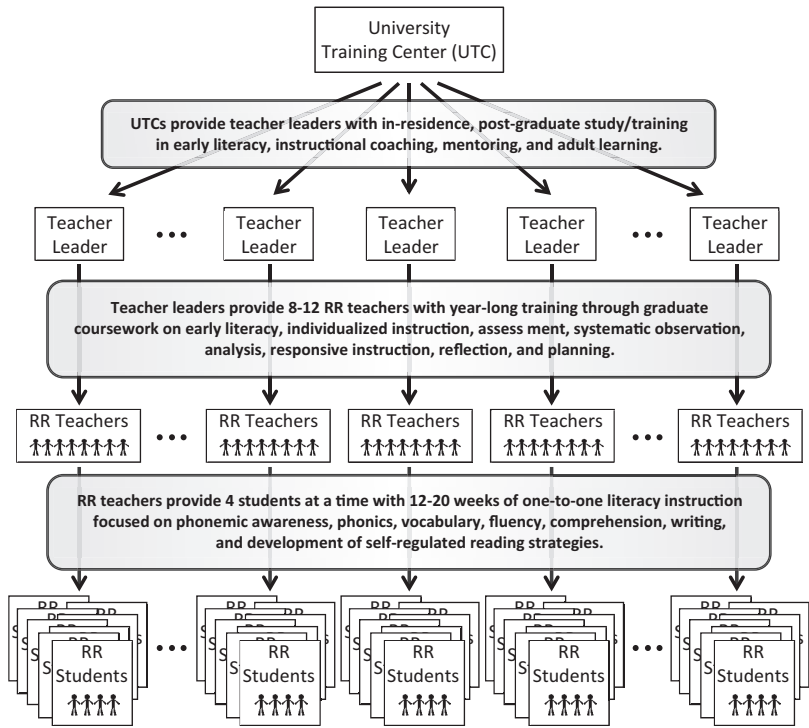 University
Training Center (UTC)
UTCs provide teacher leaders with in-residence, post-graduate study/training
in early literacy, instructional coaching, mentoring, and adult learning.
Teacher
Leader
•••
Teacher
Leader
Teacher
Leader
Teacher
Leader
•••
Teacher
Leader
Teacher leaders provide 8-12 RR teachers with year-long training through graduate
coursework on early literacy, individualized instruction, assess ment, systematic observation,
analysis, responsive instruction, reflection, and planning.
RR Teachers
•••
RR Teachers
RR Teachers
RR Teachers
•••
RR Teachers
RR teachers provide 4 students at a time with 12-20 weeks of one-to-one literacy instruction
focused on phonemic awareness, phonics, vocabulary, fluency, comprehension, writing,
and development of self-regulated reading strategies.
RR
Students
•••
RR
Students
RR
Students
RR
Students
•••
RR
Students